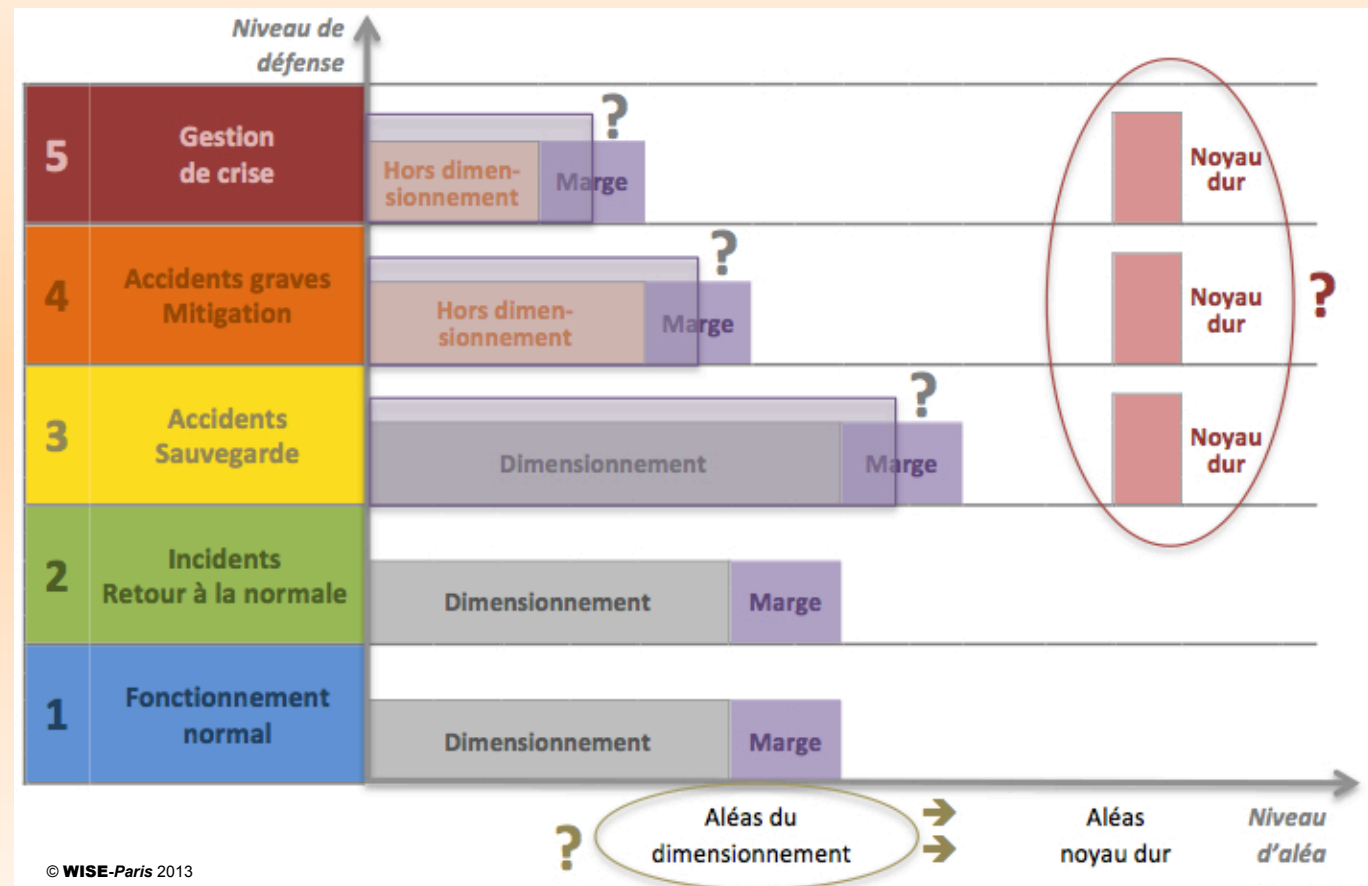 Niveau de
défense
5
Gestion
de crise
Hors dimen-
sionnement
Marge
?
Noyau
dur
4
Accidents graves
Mitigation
Hors dimen-
sionnement
Marge
?
Noyau
dur
?
3
Accidents
Sauvegarde
Dimensionnement
Marge
?
Noyau
dur
2
Incidents
Retour à la normale
Dimensionnement
Marge
1
Fonctionnement
normal
Dimensionnement
Marge
?
Aléas du
dimensionnement
Aléas
noyau dur
Niveau
d'aléa
© WISE-Paris 2013